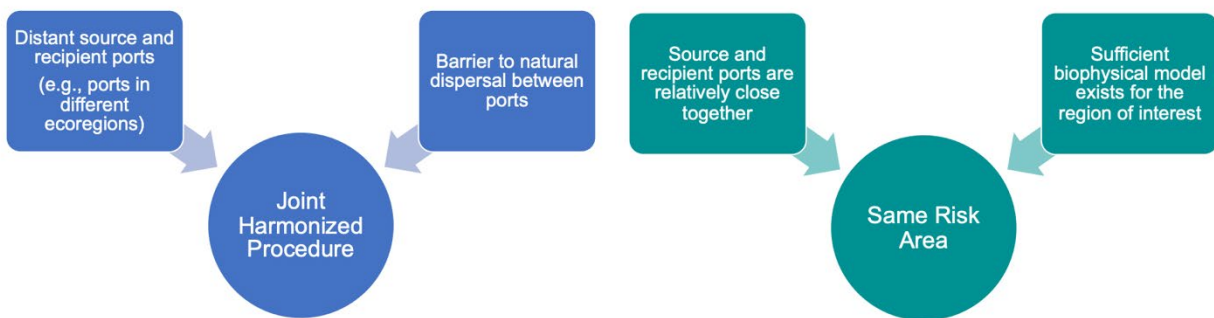 Distant source and
recipient ports
(e.g., ports in
different
ecoregions)
Barrier to natural
dispersal between
ports
Joint
Harmonized
Procedure
Source and
recipient ports are
relatively close
together
Sufficient
biophysical model
exists for the
region of interest
Same Risk
Area